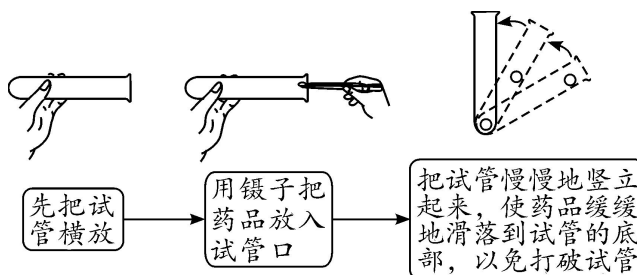 先把试
管横放
用镊子把
药品放入
试管口
把试管慢慢地竖立
起来，使药品缓缓
地滑落到试管的底
部，以免打破试管